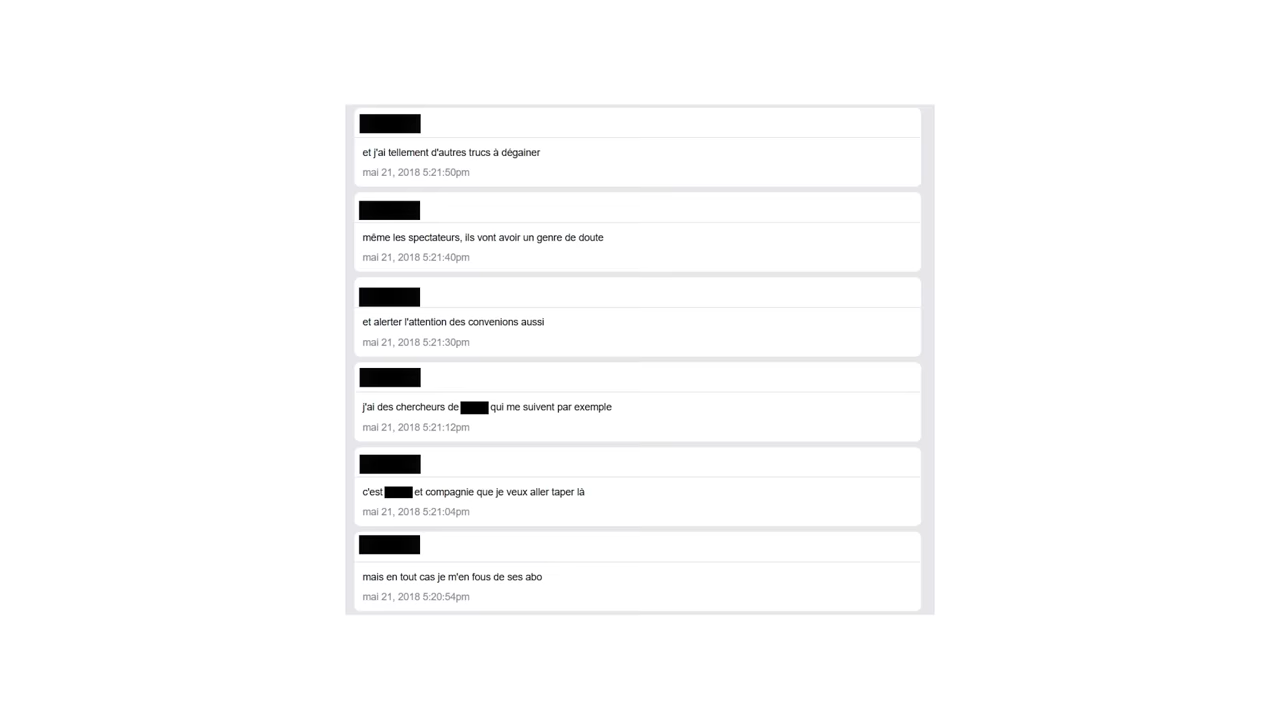 et j'ai tellement d'autres trucs à dégainer
mai 21, 2018 5:21:50pm
même les spectateurs, ils vont avoir un genre de doute
mai 21, 2018 5:21:40pm
et alerter l'attention des convenions aussi
mai 21, 2018 5:21:30pm
j'ai des chercheurs de qui me suivent par exemple
mai 21, 2018 5:21:12pm
c'est et compagnie que je veux aller taper là
mai 21, 2018 5:21:04pm
mais en tout cas je m'en fous de ses abo
mai 21, 2018 5:20:54pm